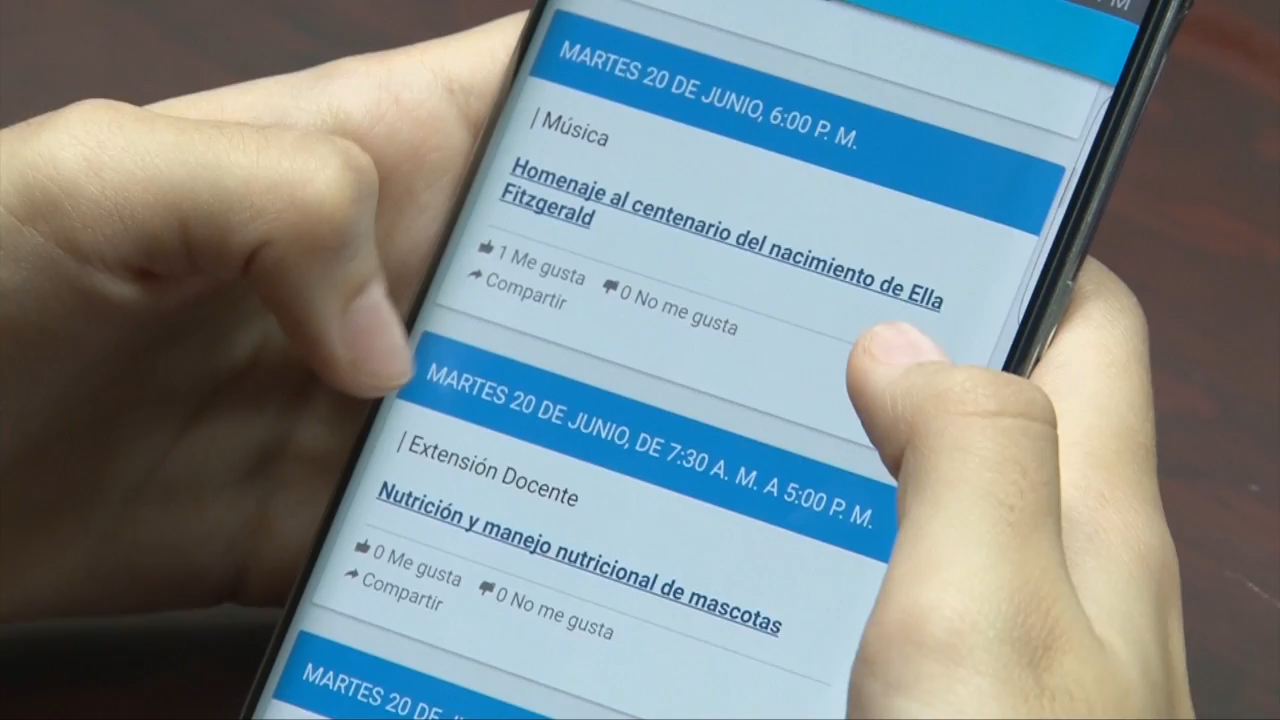 MARTES 20 DE JUNIO, 6:00 P. M.
| Música
Homenaje al centenario del nacimiento de Ella
Fitzgerald
1 Me gusta 0 No me gusta
Compartir
MARTES 20 DE JUNIO, DE 7:30 A. M. A 5:00 P. M.
| Extensión Docente
Nutrición y manejo nutricional de mascotas
0 Me gusta 0 No me gusta
Compartir
MARTES 20 DE